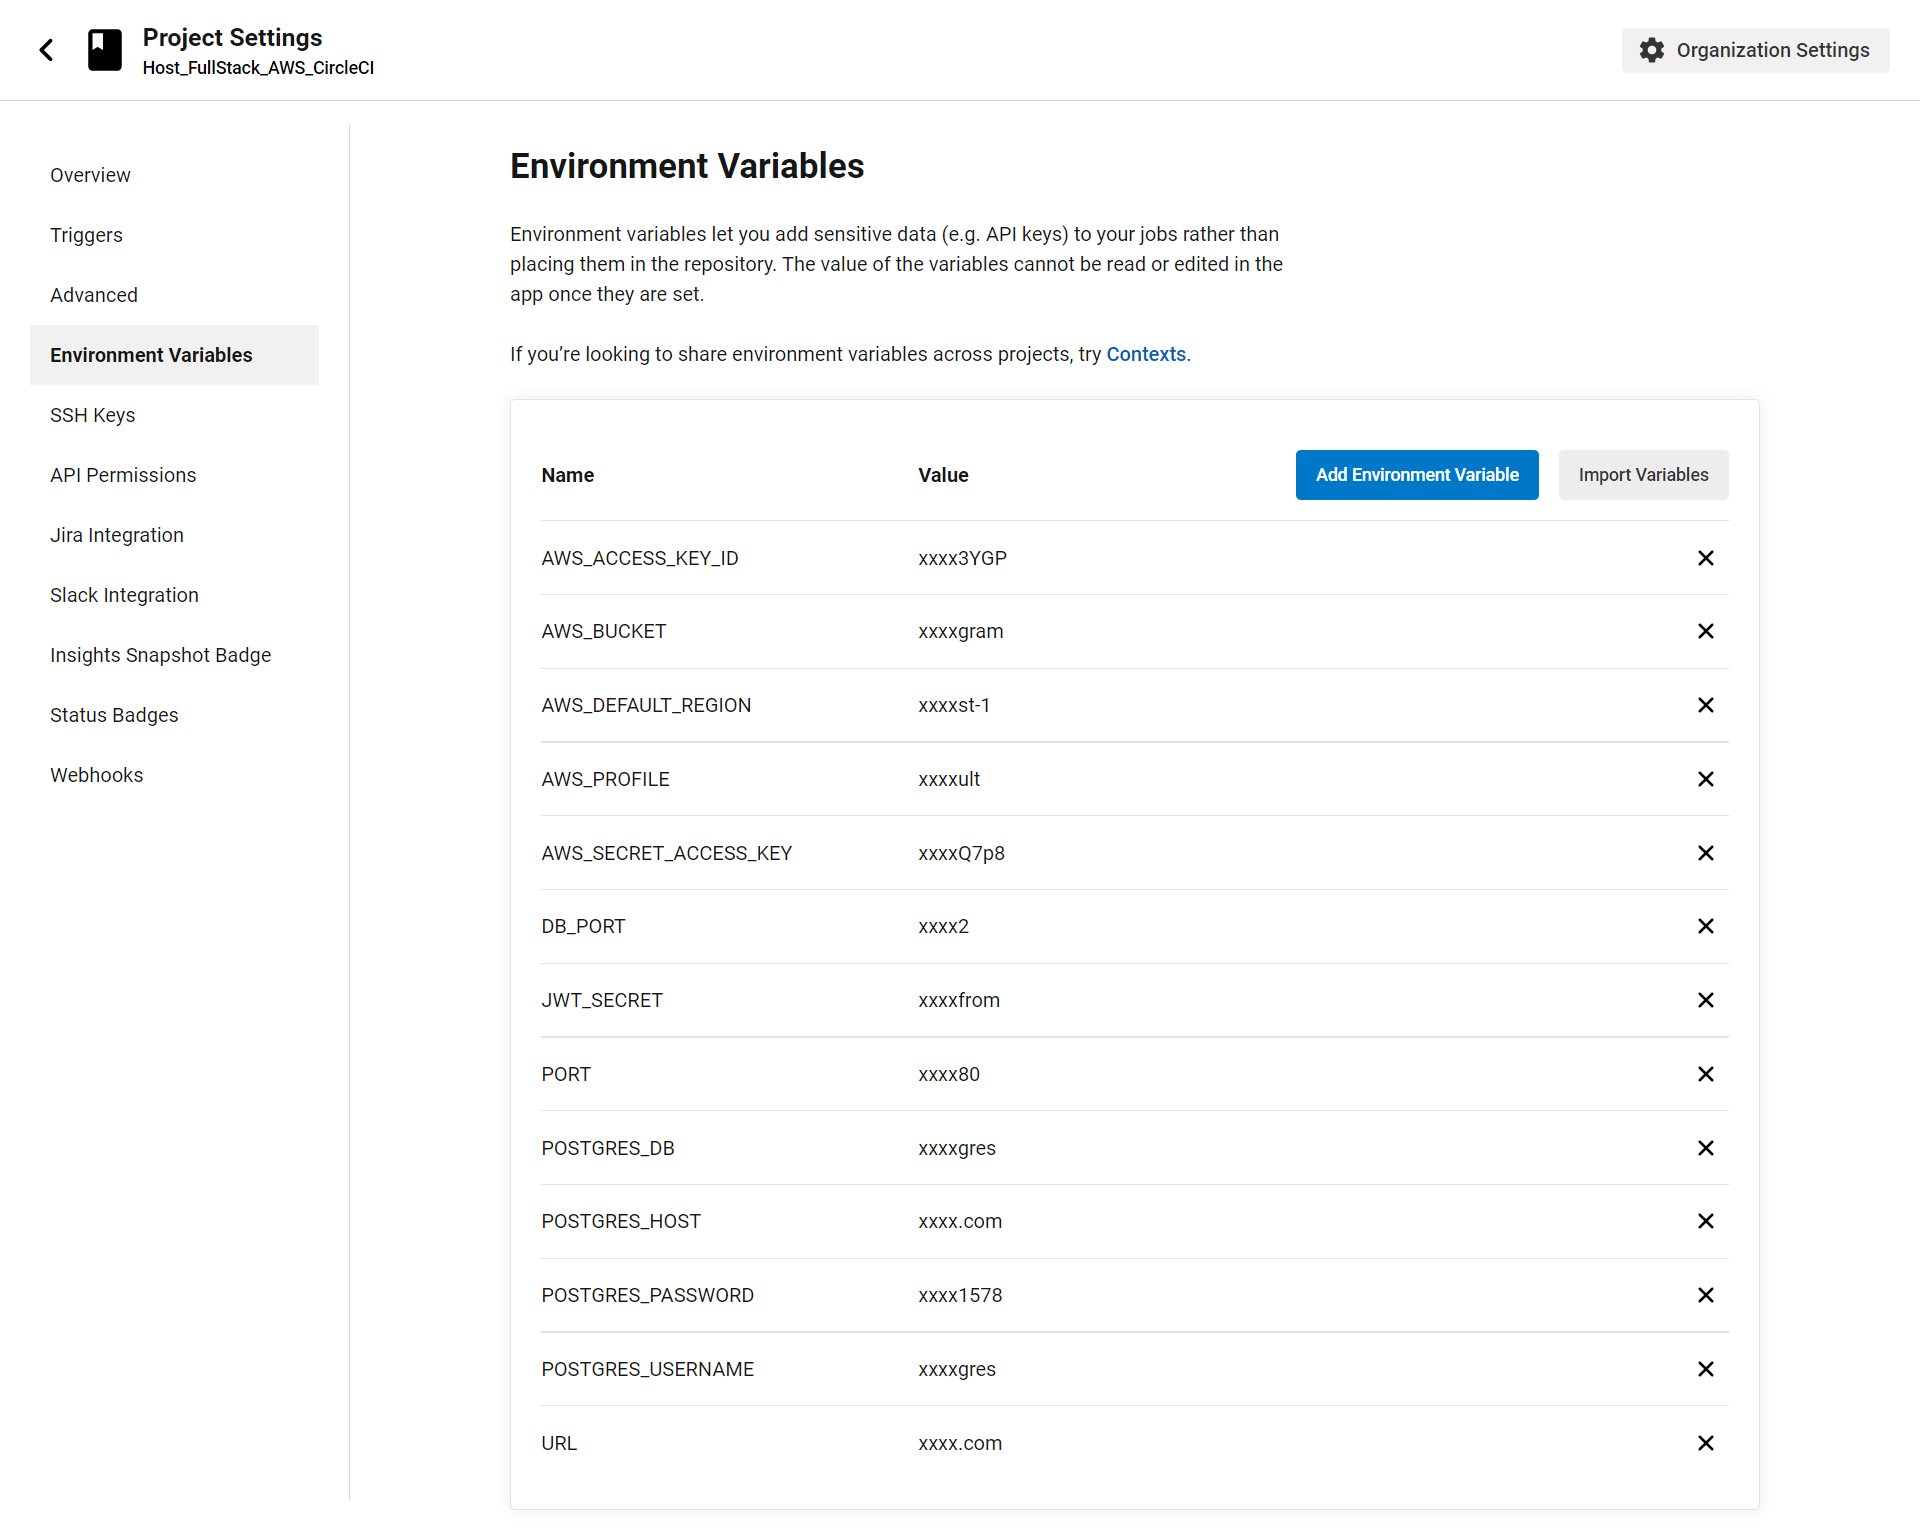 Project Settings
Host_FullStack_AWS_CircleCI
Organization Settings
Overview
Triggers
Advanced
Environment Variables
SSH Keys
API Permissions
Jira Integration
Slack Integration
Insights Snapshot Badge
Status Badges
Webhooks
Environment Variables
Environment variables let you add sensitive data (e.g. API keys) to your jobs rather than
placing them in the repository. The value of the variables cannot be read or edited in the
app once they are set.
If you’re looking to share environment variables across projects, try Contexts.
Name Value Add Environment Variable Import Variables
AWS_ACCESS_KEY_ID xxxx3YGP
AWS_BUCKET xxxxgram
AWS_DEFAULT_REGION xxxxst-1
AWS_PROFILE xxxxult
AWS_SECRET_ACCESS_KEY xxxxQ7p8
DB_PORT xxxx2
JWT_SECRET xxxxfrom
PORT xxxx80
POSTGRES_DB xxxxgres
POSTGRES_HOST xxxx.com
POSTGRES_PASSWORD xxxx1578
POSTGRES_USERNAME xxxxgres
URL xxxx.com